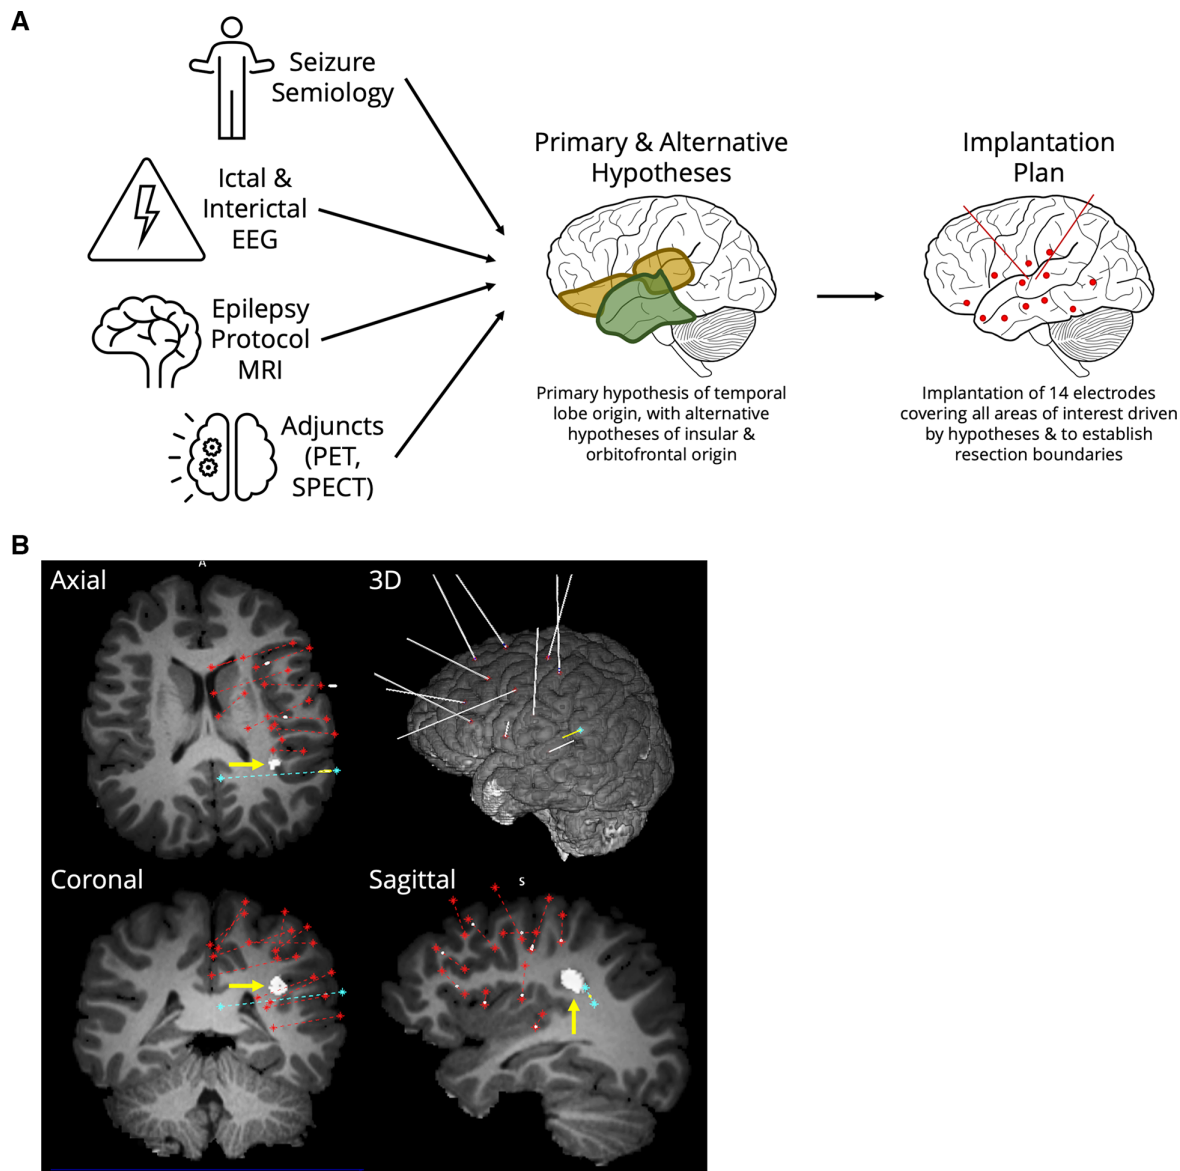 A
Seizure
Semiology
Ictal &
Interictal
EEG
Epilepsy
Protocol
MRI
Adjuncts
(PET,
SPECT)
Primary & Alternative
Hypotheses
Primary hypothesis of temporal
lobe origin, with alternative
hypotheses of insular &
orbitofrontal origin
Implantation
Plan
Implantation of 14 electrodes
covering all areas of interest driven
by hypotheses & to establish
resection boundaries
B
Axial
A
3D
Coronal
Sagittal
S